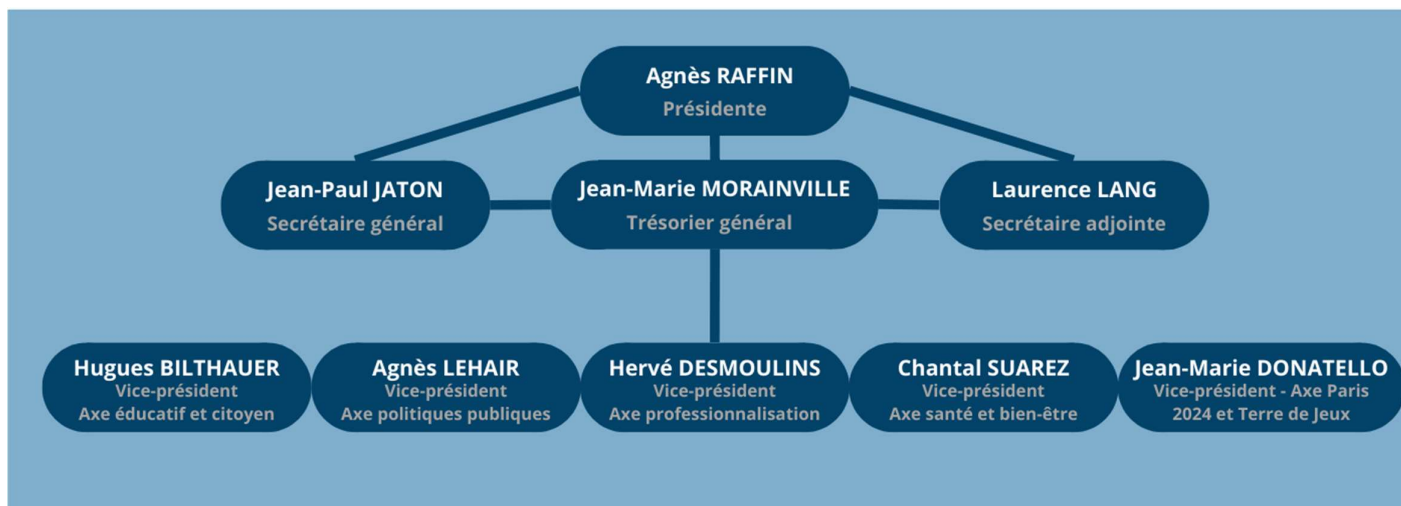 Agnès RAFFIN
Présidente
Jean-Paul JATON
Secrétaire général
Jean-Marie MORAINVILLE
Trésorier général
Laurence LANG
Secrétaire adjointe
Hugues BILTHAUER
Vice-président
Axe éducatif et citoyen
Agnès LEHAIR
Vice-président
Axe politiques publiques
Hervé DESMOULINS
Vice-président
Axe professionnalisation
Chantal SUAREZ
Vice-président
Axe santé et bien-être
Jean-Marie DONATELLO
Vice-président - Axe Paris
2024 et Terre de Jeux